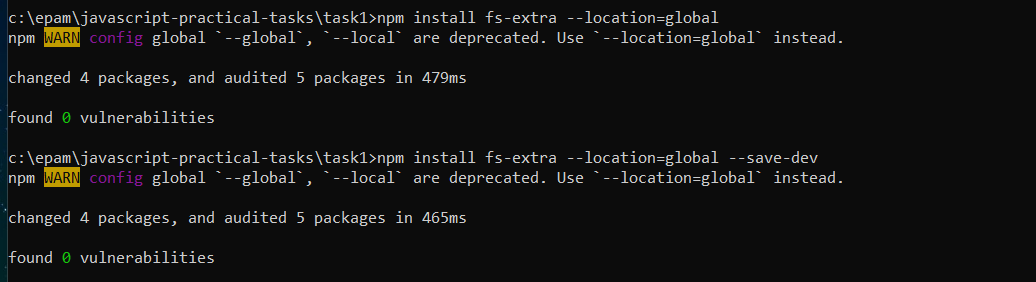 c:\epam\javascript-practical-tasks\task1>npm install fs-extra --location=global
npm WARN config global `--global`, `--local` are deprecated. Use `--location=global` instead.
changed 4 packages, and audited 5 packages in 479ms
found 0 vulnerabilities
c:\epam\javascript-practical-tasks\task1>npm install fs-extra --location=global --save-dev
npm WARN config global `--global`, `--local` are deprecated. Use `--location=global` instead.
changed 4 packages, and audited 5 packages in 465ms
found 0 vulnerabilities